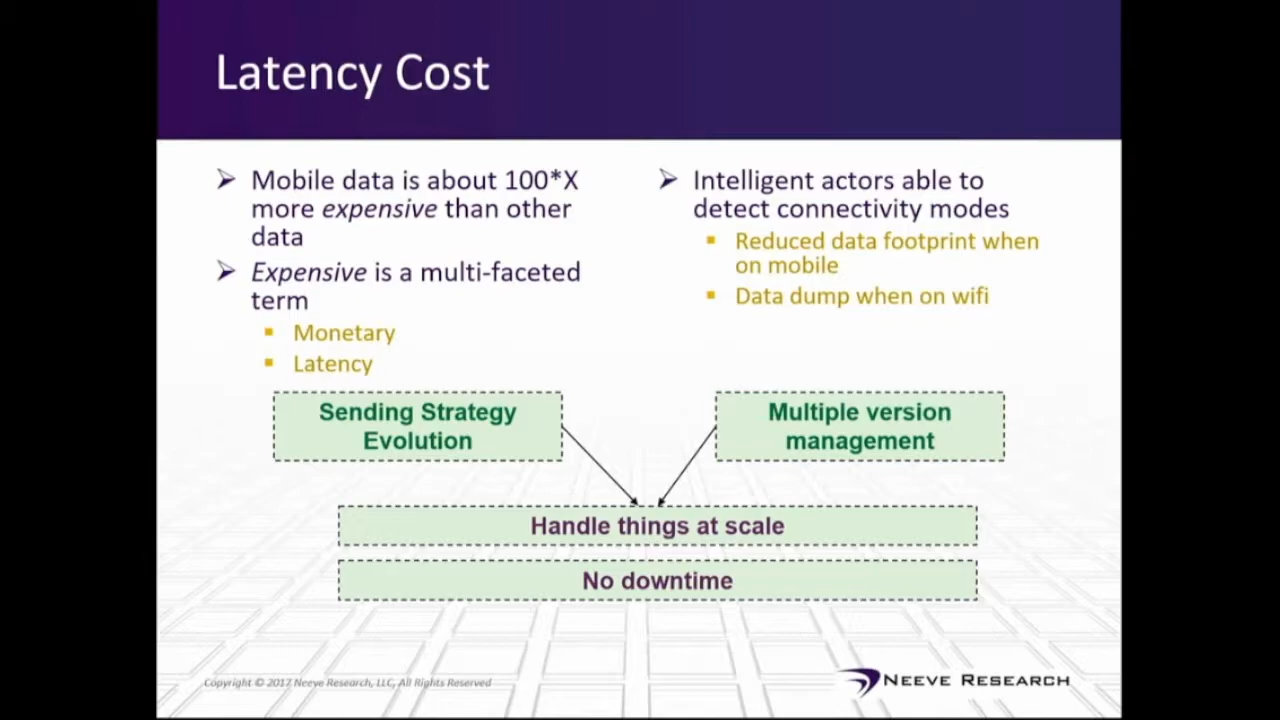 Latency Cost
Mobile data is about 100*X
more expensive than other
data
Expensive is a multi-faceted
term
Monetary
Latency
Intelligent actors able to
detect connectivity modes
Reduced data footprint when
on mobile
Data dump when on wifi
Sending Strategy
Evolution
Multiple version
management
Handle things at scale
No downtime
Copyright © 2017 Neeve Research, LLC, All Rights Reserved
NEEVE RESEARCH